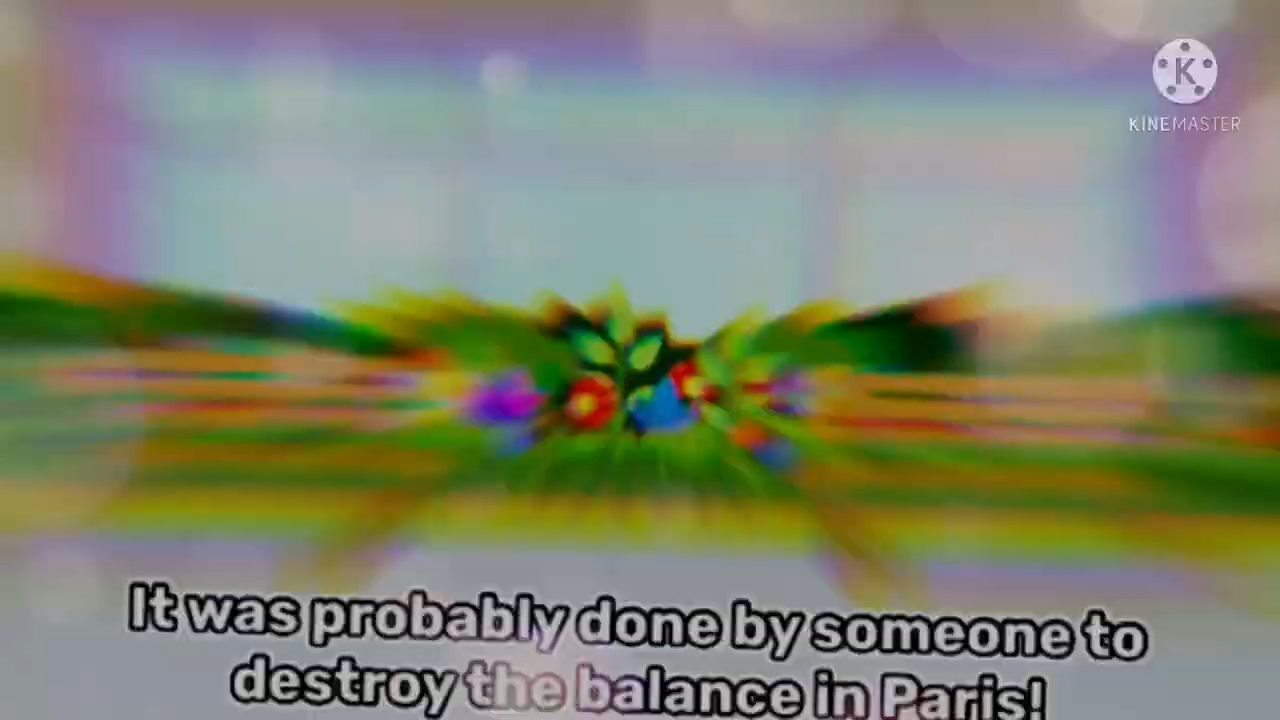 K
KINEMASTER
It was probably done by someone to
destroy the balance in Paris!